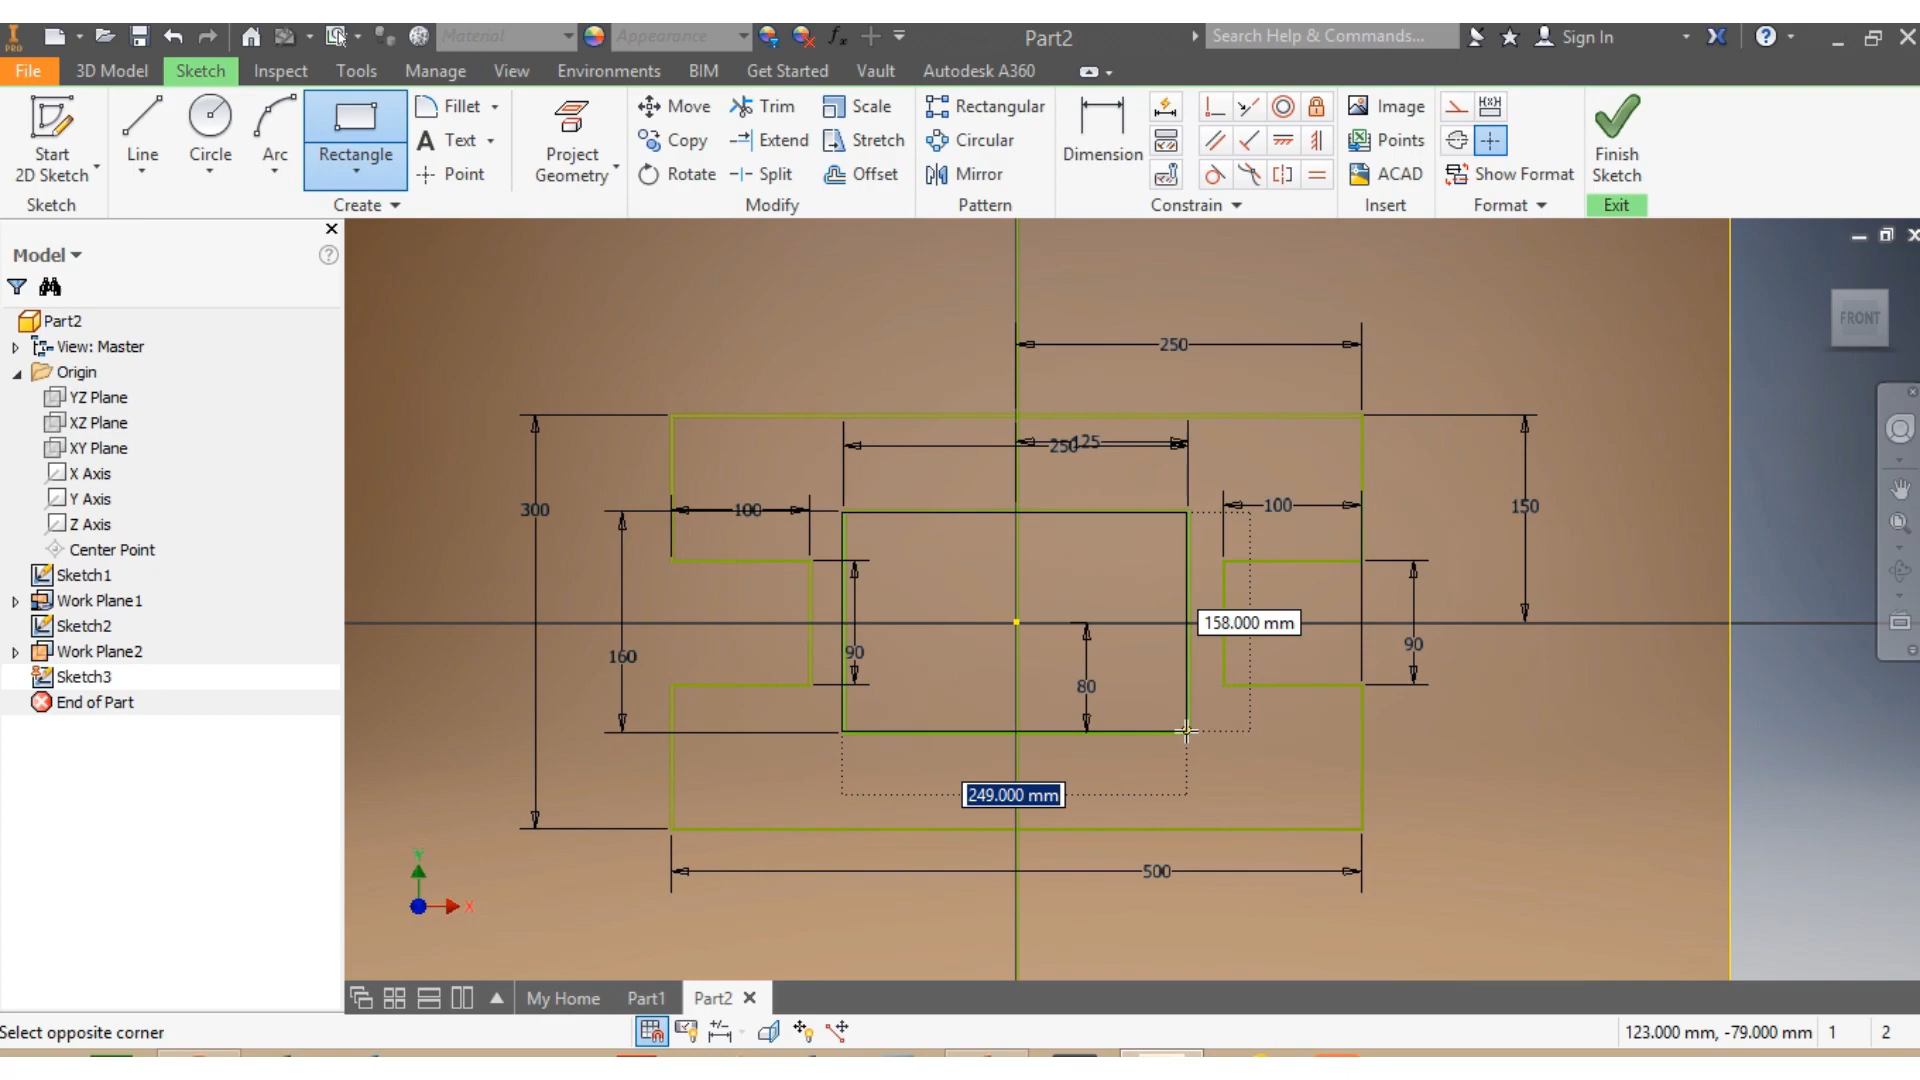 PRO
Material
Appearance
Part2
Search Help & Commands...
Sign In
File
3D Model
Sketch
Inspect
Tools
Manage
View
Environments
BIM
Get Started
Vault
Autodesk A360
Start
2D Sketch
Line
Circle
Arc
Rectangle
Fillet
Text
Point
Project
Geometry
Move
Copy
Rotate
Trim
Extend
Split
Scale
Stretch
Offset
Rectangular
Circular
Mirror
Dimension
Image
Points
ACAD
Show Format
Finish
Sketch
Sketch
Create
Modify
Pattern
Constrain
Insert
Format
Exit
Model
Part2
View: Master
Origin
YZ Plane
XZ Plane
XY Plane
X Axis
Y Axis
Z Axis
Center Point
Sketch1
Work Plane1
Sketch2
Work Plane2
Sketch3
End of Part
FRONT
250
250
125
300
100
100
150
158.000 mm
160
90
90
80
249.000 mm
500
Y
X
My Home
Part1
Part2
Select opposite corner
123.000 mm, -79.000 mm
1
2